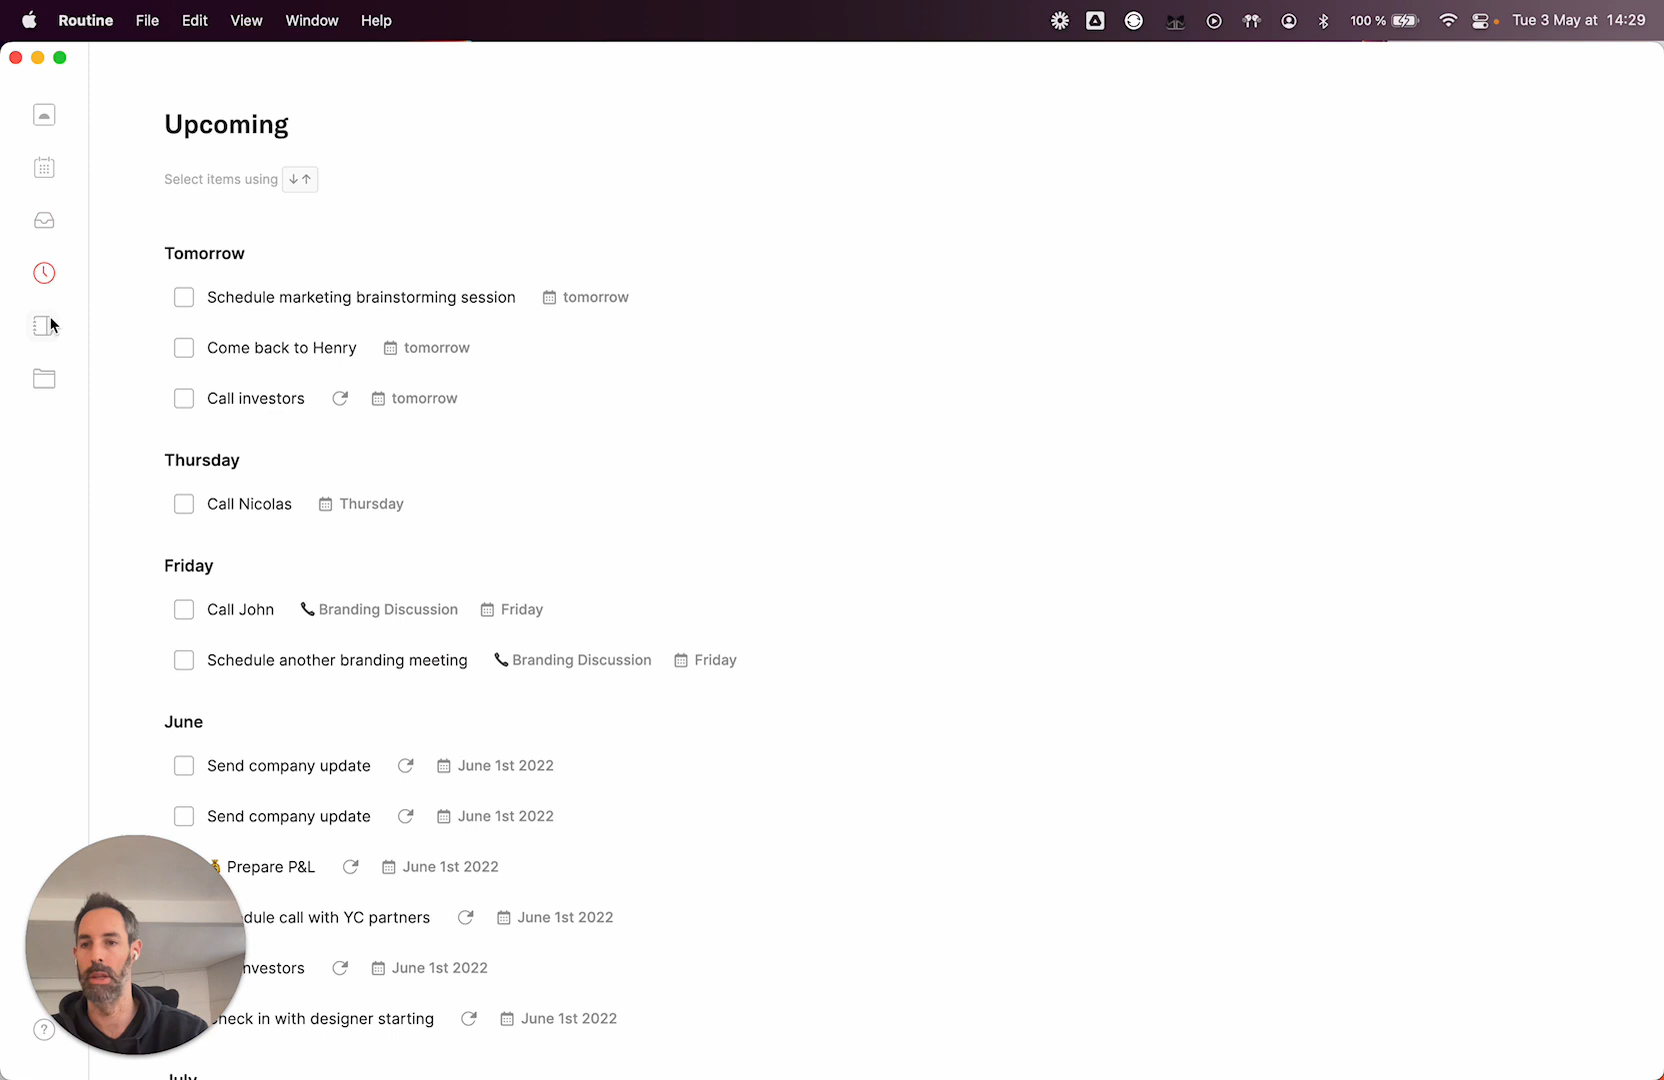 Routine File Edit View Window Help 100 % Tue 3 May at 14:29
Upcoming
Select items using ↓↑
Tomorrow
Schedule marketing brainstorming session tomorrow
Come back to Henry tomorrow
Call investors tomorrow
Thursday
Call Nicolas Thursday
Friday
Call John Branding Discussion Friday
Schedule another branding meeting Branding Discussion Friday
June
Send company update June 1st 2022
Send company update June 1st 2022
Prepare P&L June 1st 2022
call with YC partners June 1st 2022
June 1st 2022
in with designer starting June 1st 2022
?